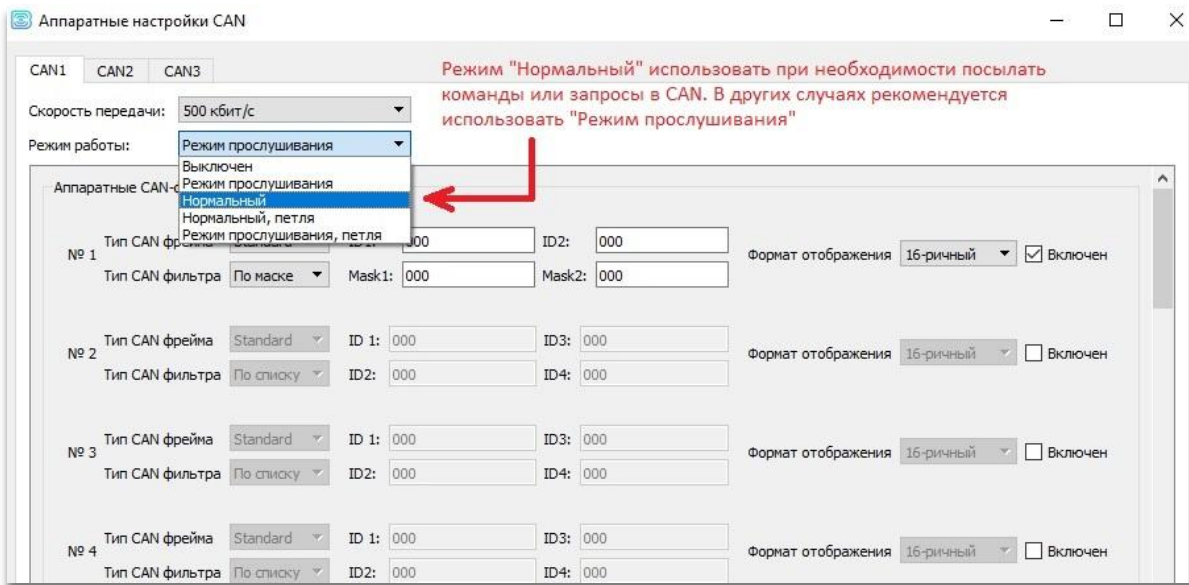 Аппаратные настройки CAN
CAN1 CAN2 CAN3
Режим "Нормальный" использовать при необходимости посылать
команды или запросы в CAN. В других случаях рекомендуется
использовать "Режим прослушивания"
Скорость передачи: 500 кбит/с
Режим работы: Режим прослушивания
Выключен
Режим прослушивания
Нормальный
Нормальный, петля
Режим прослушивания, петля
Аппаратные CAN-
№ 1
Тип CAN 000 ID2: 000
Тип CAN фильтра По маске Mask1: 000 Mask2: 000
Формат отображения 16-ричный Включен
№ 2
Тип CAN фрейма Standard ID 1: 000 ID3: 000
Тип CAN фильтра По списку ID2: 000 ID4: 000
Формат отображения 16-ричный Включен
№ 3
Тип CAN фрейма Standard ID 1: 000 ID3: 000
Тип CAN фильтра По списку ID2: 000 ID4: 000
Формат отображения 16-ричный Включен
№ 4
Тип CAN фрейма Standard ID 1: 000 ID3: 000
Тип CAN фильтра По списку ID2: 000 ID4: 000
Формат отображения 16-ричный Включен